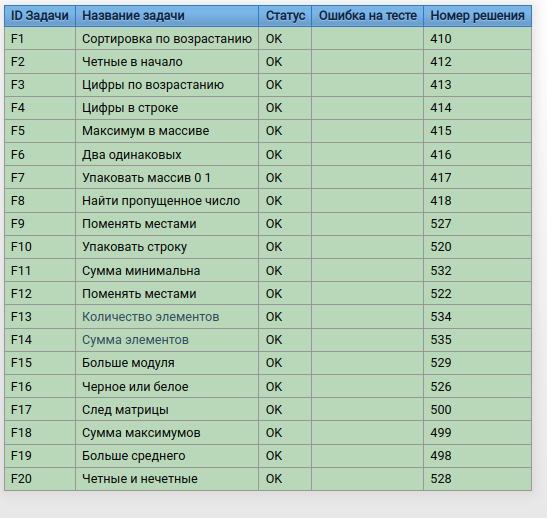 ID Задачи Название задачи Статус Ошибка на тесте Номер решения
F1 Сортировка по возрастанию OK 410
F2 Четные в начало OK 412
F3 Цифры по возрастанию OK 413
F4 Цифры в строке OK 414
F5 Максимум в массиве OK 415
F6 Два одинаковых OK 416
F7 Упаковать массив 0 1 OK 417
F8 Найти пропущенное число OK 418
F9 Поменять местами OK 527
F10 Упаковать строку OK 520
F11 Сумма минимальна OK 532
F12 Поменять местами OK 522
F13 Количество элементов OK 534
F14 Сумма элементов OK 535
F15 Больше модуля OK 529
F16 Черное или белое OK 526
F17 След матрицы OK 500
F18 Сумма максимумов OK 499
F19 Больше среднего OK 498
F20 Четные и нечетные OK 528